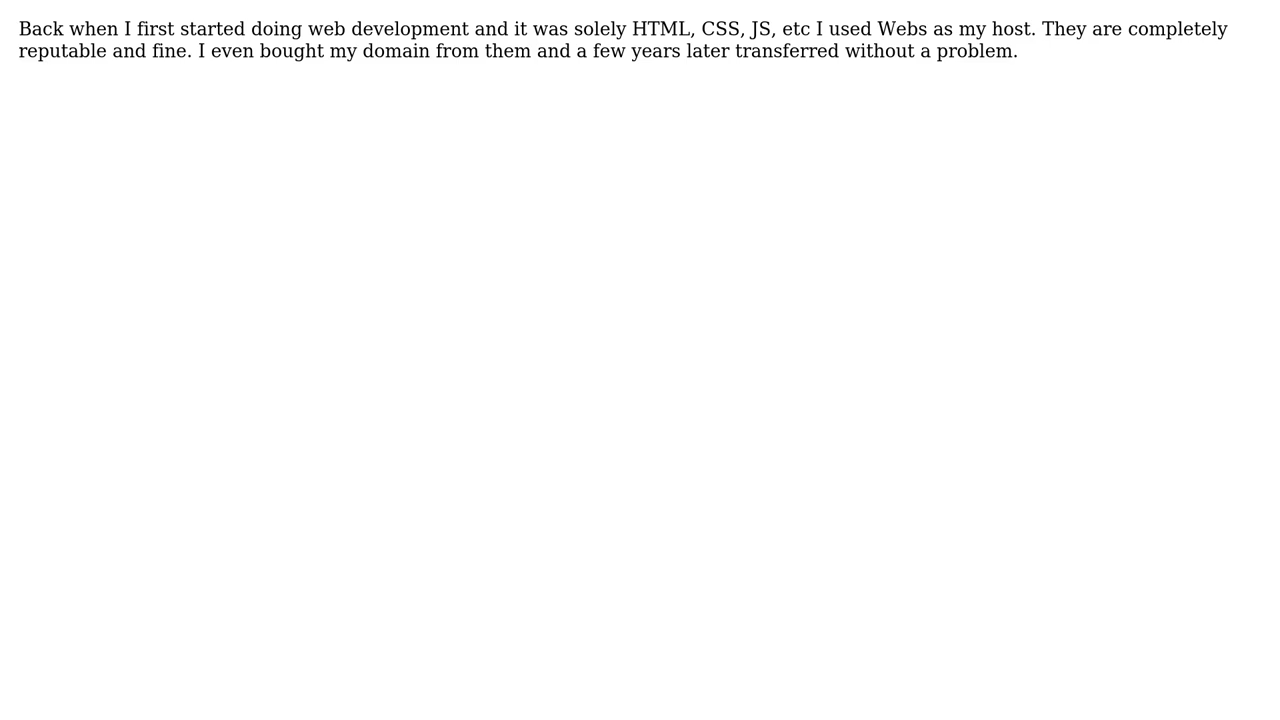 Back when I first started doing web development and it was solely HTML, CSS, JS, etc I used Webs as my host. They are completely
reputable and fine. I even bought my domain from them and a few years later transferred without a problem.